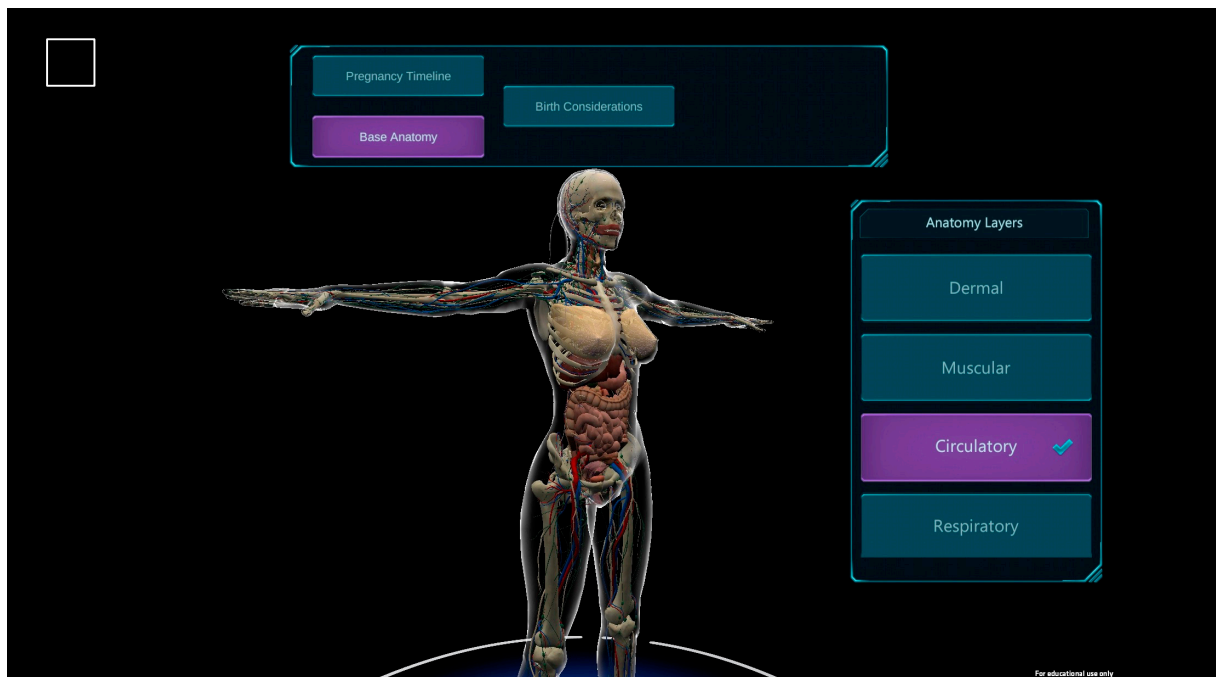 Pregnancy Timeline
Birth Considerations
Base Anatomy
Anatomy Layers
Dermal
Muscular
Circulatory
Respiratory
For educational use only